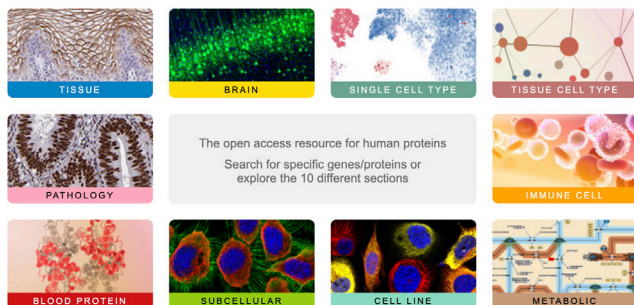 TISSUE
BRAIN
SINGLE CELL TYPE
TISSUE CELL TYPE
PATHOLOGY
The open access resource for human proteins
Search for specific genes/proteins or
explore the 10 different sections
IMMUNE CELL
BLOOD PROTEIN
SUBCELLULAR
CELL LINE
METABOLIC